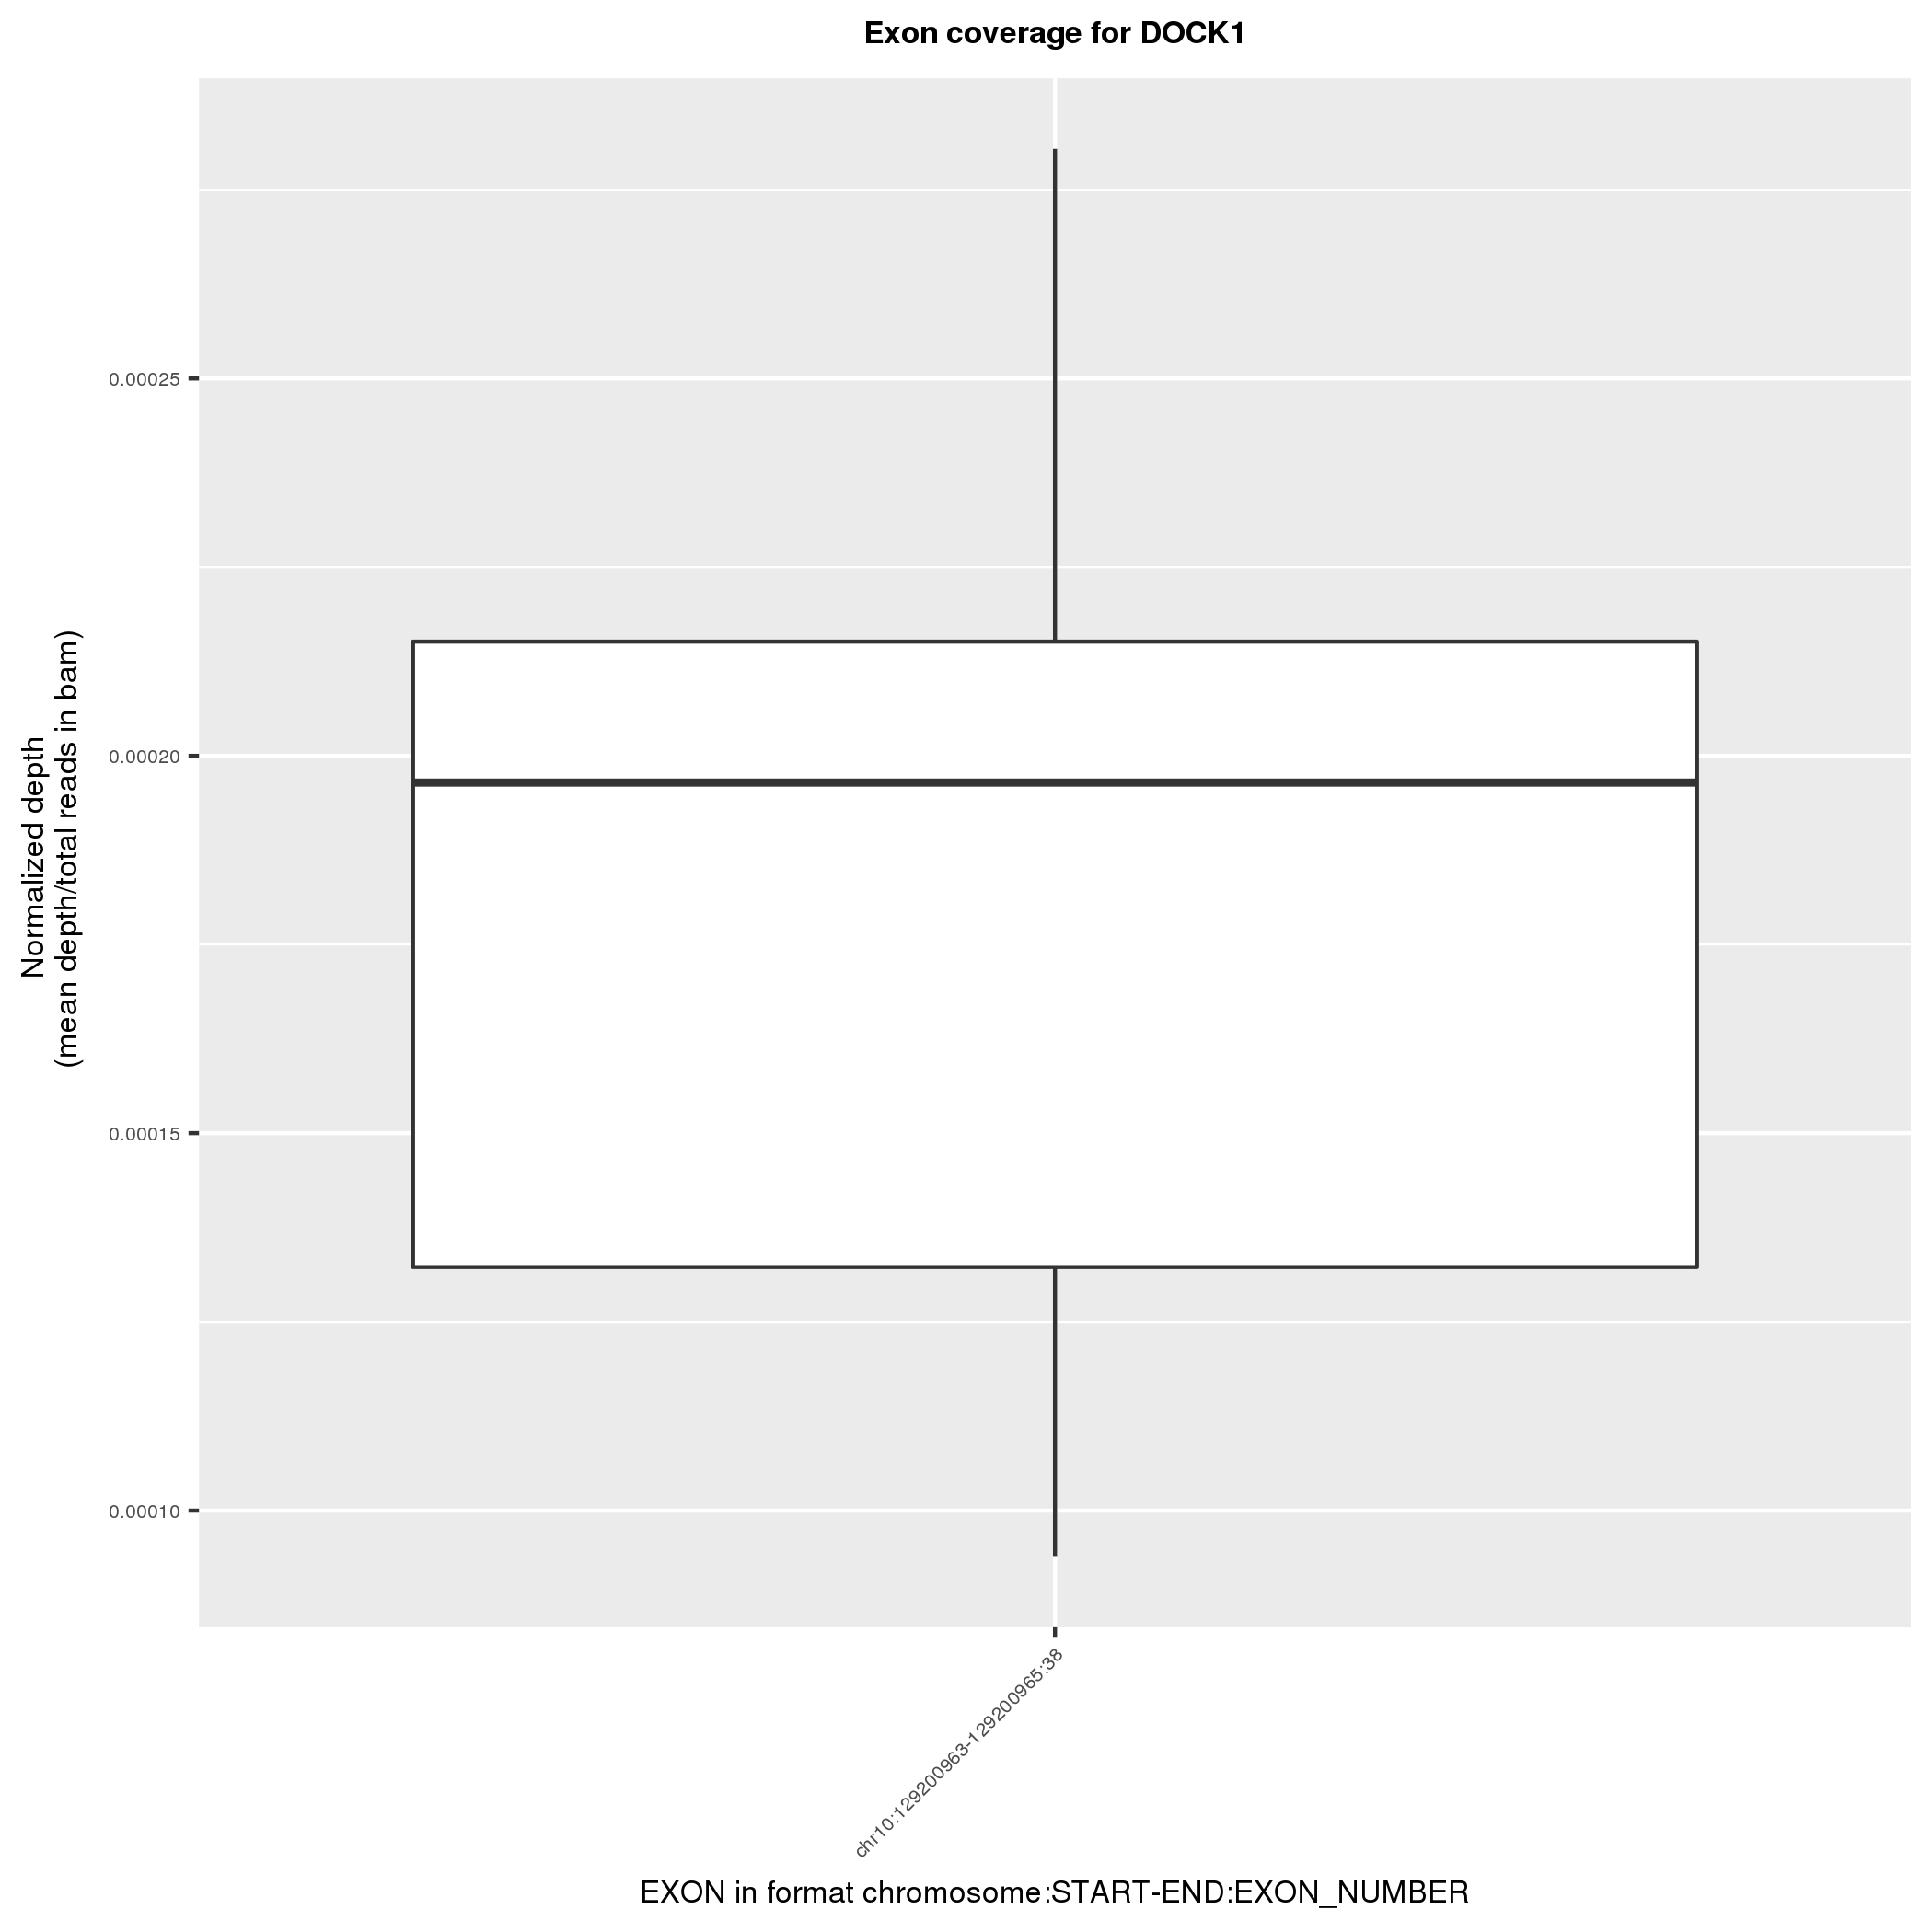 Exon coverage for DOCK1
Normalized depth
(mean depth/total reads in bam)
0.00025
0.00020
0.00015
0.00010
chr10:129200963-129200965:38
EXON in format chromosome:START-END:EXON_NUMBER